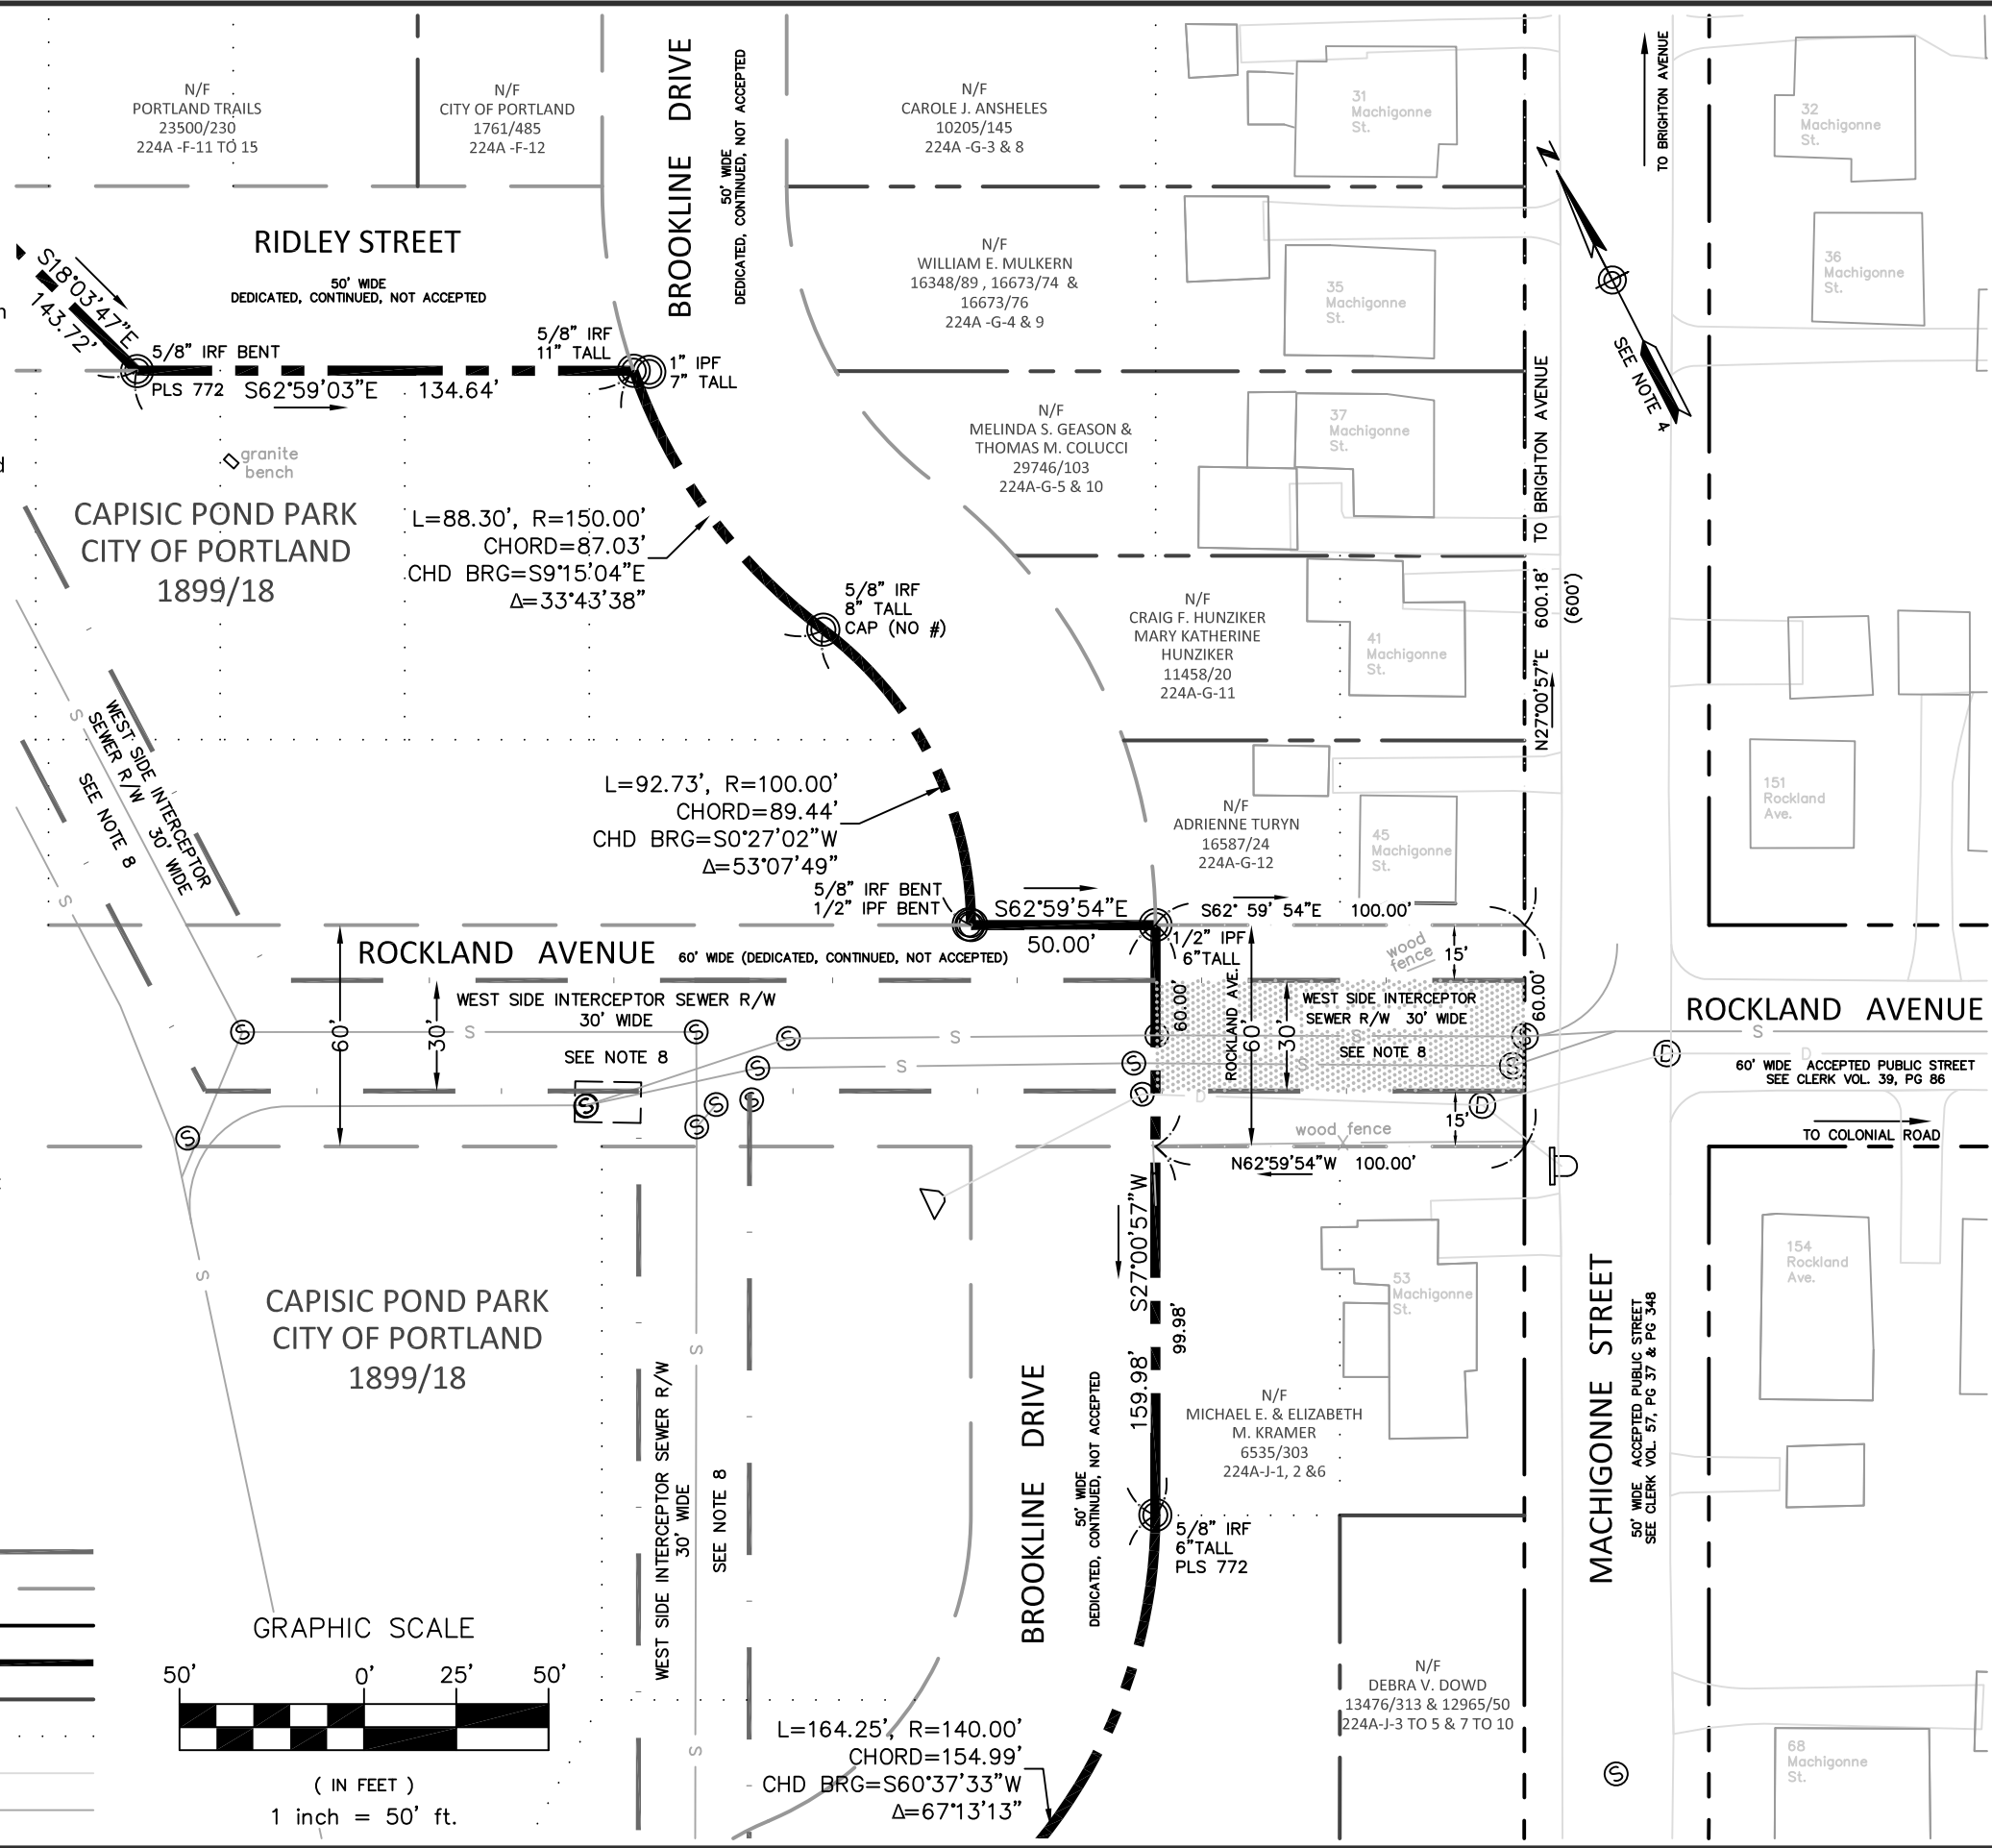 N/F
PORTLAND TRAILS
23500/230
224A -F-11 TO 15
N/F
CITY OF PORTLAND
1761/485
224A -F-12
BROOKLINE DRIVE
50' WIDE
DEDICATED, CONTINUED, NOT ACCEPTED
N/F
CAROLE J. ANSHELES
10205/145
224A -G-3 & 8
31
Machigonne
St.
TO BRIGHTON AVENUE
32
Machigonne
St.
N
SEE NOTE 4
RIDLEY STREET
50' WIDE
DEDICATED, CONTINUED, NOT ACCEPTED
S18°03'47"E
143.72'
5/8" IRF BENT
PLS 772
S62°59'03"E 134.64'
5/8" IRF
11" TALL
1" IPF
7" TALL
N/F
WILLIAM E. MULKERN
16348/89 , 16673/74 &
16673/76
224A -G-4 & 9
35
Machigonne
St.
36
Machigonne
St.
granite
bench
N/F
MELINDA S. GEASON &
THOMAS M. COLUCCI
29746/103
224A-G-5 & 10
37
Machigonne
St.
TO BRIGHTON AVENUE
N27°00'57"E 600.18'
(600')
CAPISIC POND PARK
CITY OF PORTLAND
1899/18
L=88.30', R=150.00'
CHORD=87.03'
CHD BRG=S9°15'04"E
Δ=33°43'38"
5/8" IRF
8" TALL
CAP (NO #)
N/F
CRAIG F. HUNZIKER
MARY KATHERINE
HUNZIKER
11458/20
224A-G-11
41
Machigonne
St.
S
WEST SIDE INTERCEPTOR
SEWER R/W 30' WIDE
SEE NOTE 8
S
L=92.73', R=100.00'
CHORD=89.44'
CHD BRG=S0°27'02"W
Δ=53°07'49"
5/8" IRF BENT
1/2" IPF BENT
N/F
ADRIENNE TURYN
16587/24
224A-G-12
45
Machigonne
St.
151
Rockland
Ave.
S62°59'54"E
50.00'
S62° 59' 54"E 100.00'
1/2" IPF
6"TALL
wood
fence
15'
ROCKLAND AVENUE 60' WIDE (DEDICATED, CONTINUED, NOT ACCEPTED)
WEST SIDE INTERCEPTOR SEWER R/W
30' WIDE
SEE NOTE 8
60'
30'
S
S
S
S
S
S
S
S
S
S
S
S
S
S
D
60.00'
ROCKLAND AVE.
60'
30'
WEST SIDE INTERCEPTOR
SEWER R/W 30' WIDE
SEE NOTE 8
S
S
S
S
D
D
60.00'
15'
wood fence
X
N62°59'54"W 100.00'
ROCKLAND AVENUE
S
D
D
60' WIDE ACCEPTED PUBLIC STREET
SEE CLERK VOL. 39, PG 86
TO COLONIAL ROAD
S
CAPISIC POND PARK
CITY OF PORTLAND
1899/18
S
WEST SIDE INTERCEPTOR SEWER R/W
30' WIDE
SEE NOTE 8
S
BROOKLINE DRIVE
50' WIDE
DEDICATED, CONTINUED, NOT ACCEPTED
S27°00'57"W
159.98'
99.98'
53
Machigonne
St.
N/F
MICHAEL E. & ELIZABETH
M. KRAMER
6535/303
224A-J-1, 2 &6
5/8" IRF
6"TALL
PLS 772
MACHIGONNE STREET
50' WIDE ACCEPTED PUBLIC STREET
SEE CLERK VOL. 57, PG 37 & PG 348
154
Rockland
Ave.
GRAPHIC SCALE
50' 0' 25' 50'
( IN FEET )
1 inch = 50' ft.
L=164.25', R=140.00'
CHORD=154.99'
CHD BRG=S60°37'33"W
Δ=67°13'13"
N/F
DEBRA V. DOWD
13476/313 & 12965/50
224A-J-3 TO 5 & 7 TO 10
S
68
Machigonne
St.